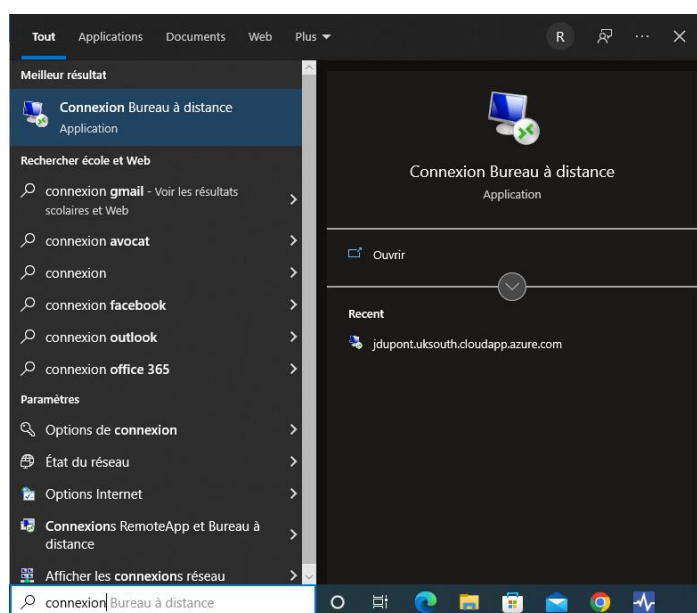 Tout Applications Documents Web Plus R
Meilleur résultat
Connexion Bureau à distance
Application
Rechercher école et Web
connexion gmail - Voir les résultats
scolaires et Web
connexion avocat
connexion
connexion facebook
connexion outlook
connexion office 365
Paramètres
Options de connexion
État du réseau
Options Internet
Connexions RemoteApp et Bureau à
distance
Afficher les connexions réseau
connexion Bureau à distance
Connexion Bureau à distance
Application
Ouvrir
Recent
jdupont.uksouth.cloudapp.azure.com